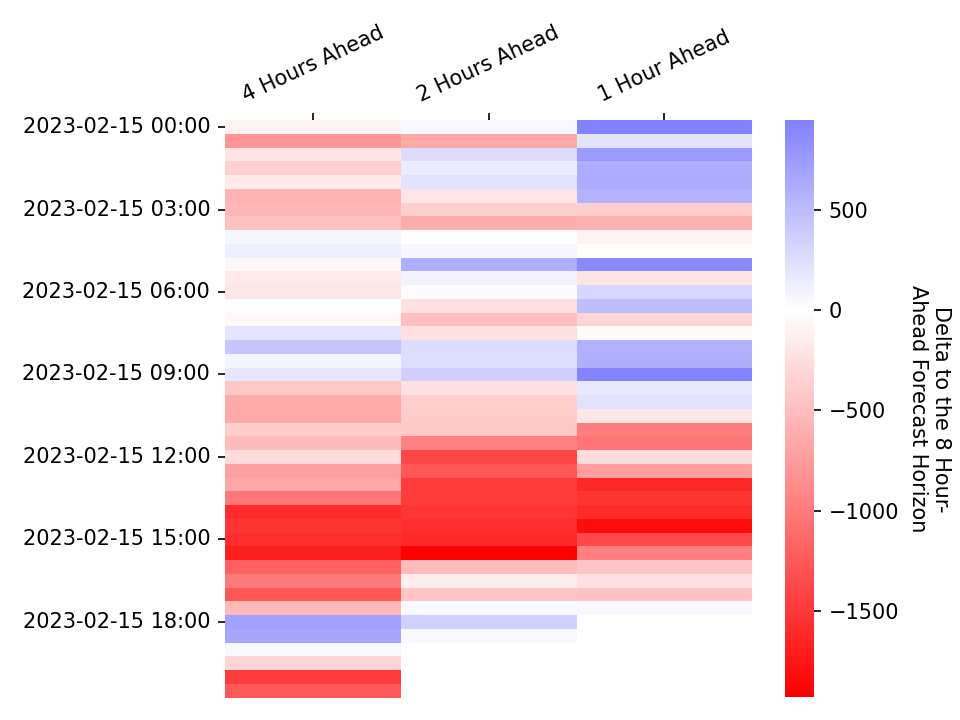 4 Hours Ahead
2 Hours Ahead
1 Hour Ahead
2023-02-15 00:00
2023-02-15 03:00
2023-02-15 06:00
2023-02-15 09:00
2023-02-15 12:00
2023-02-15 15:00
2023-02-15 18:00
500
0
−500
−1000
−1500
Delta to the 8 Hour-
Ahead Forecast Horizon